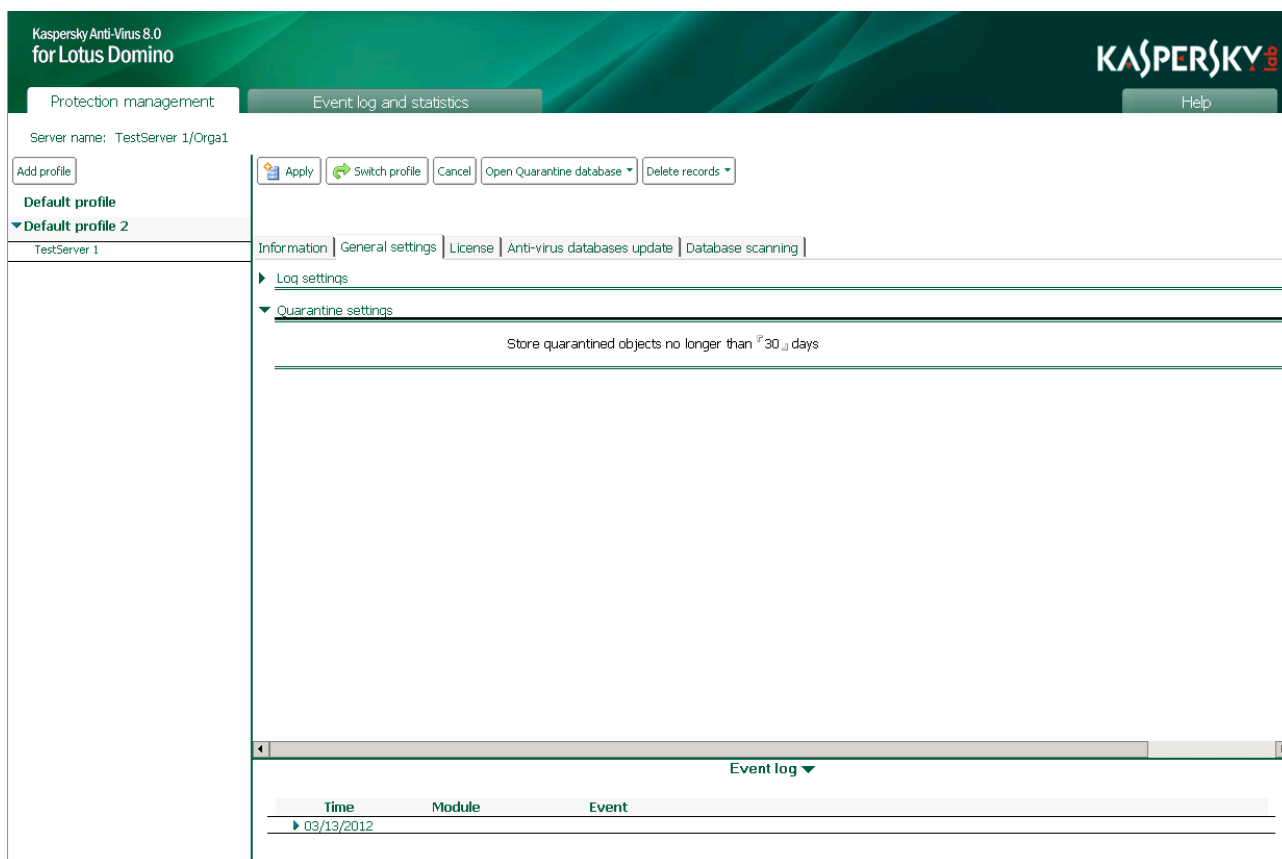 Kaspersky Anti-Virus 8.0
for Lotus Domino
KASPERSKY lab
Protection management
Event log and statistics
Help
Server name: TestServer 1/Orga1
Add profile
Apply
Switch profile
Cancel
Open Quarantine database
Delete records
Default profile
Default profile 2
TestServer 1
Information
General settings
License
Anti-virus databases update
Database scanning
Log settings
Quarantine settings
Store quarantined objects no longer than 『30』 days
Event log
Time Module Event
03/13/2012